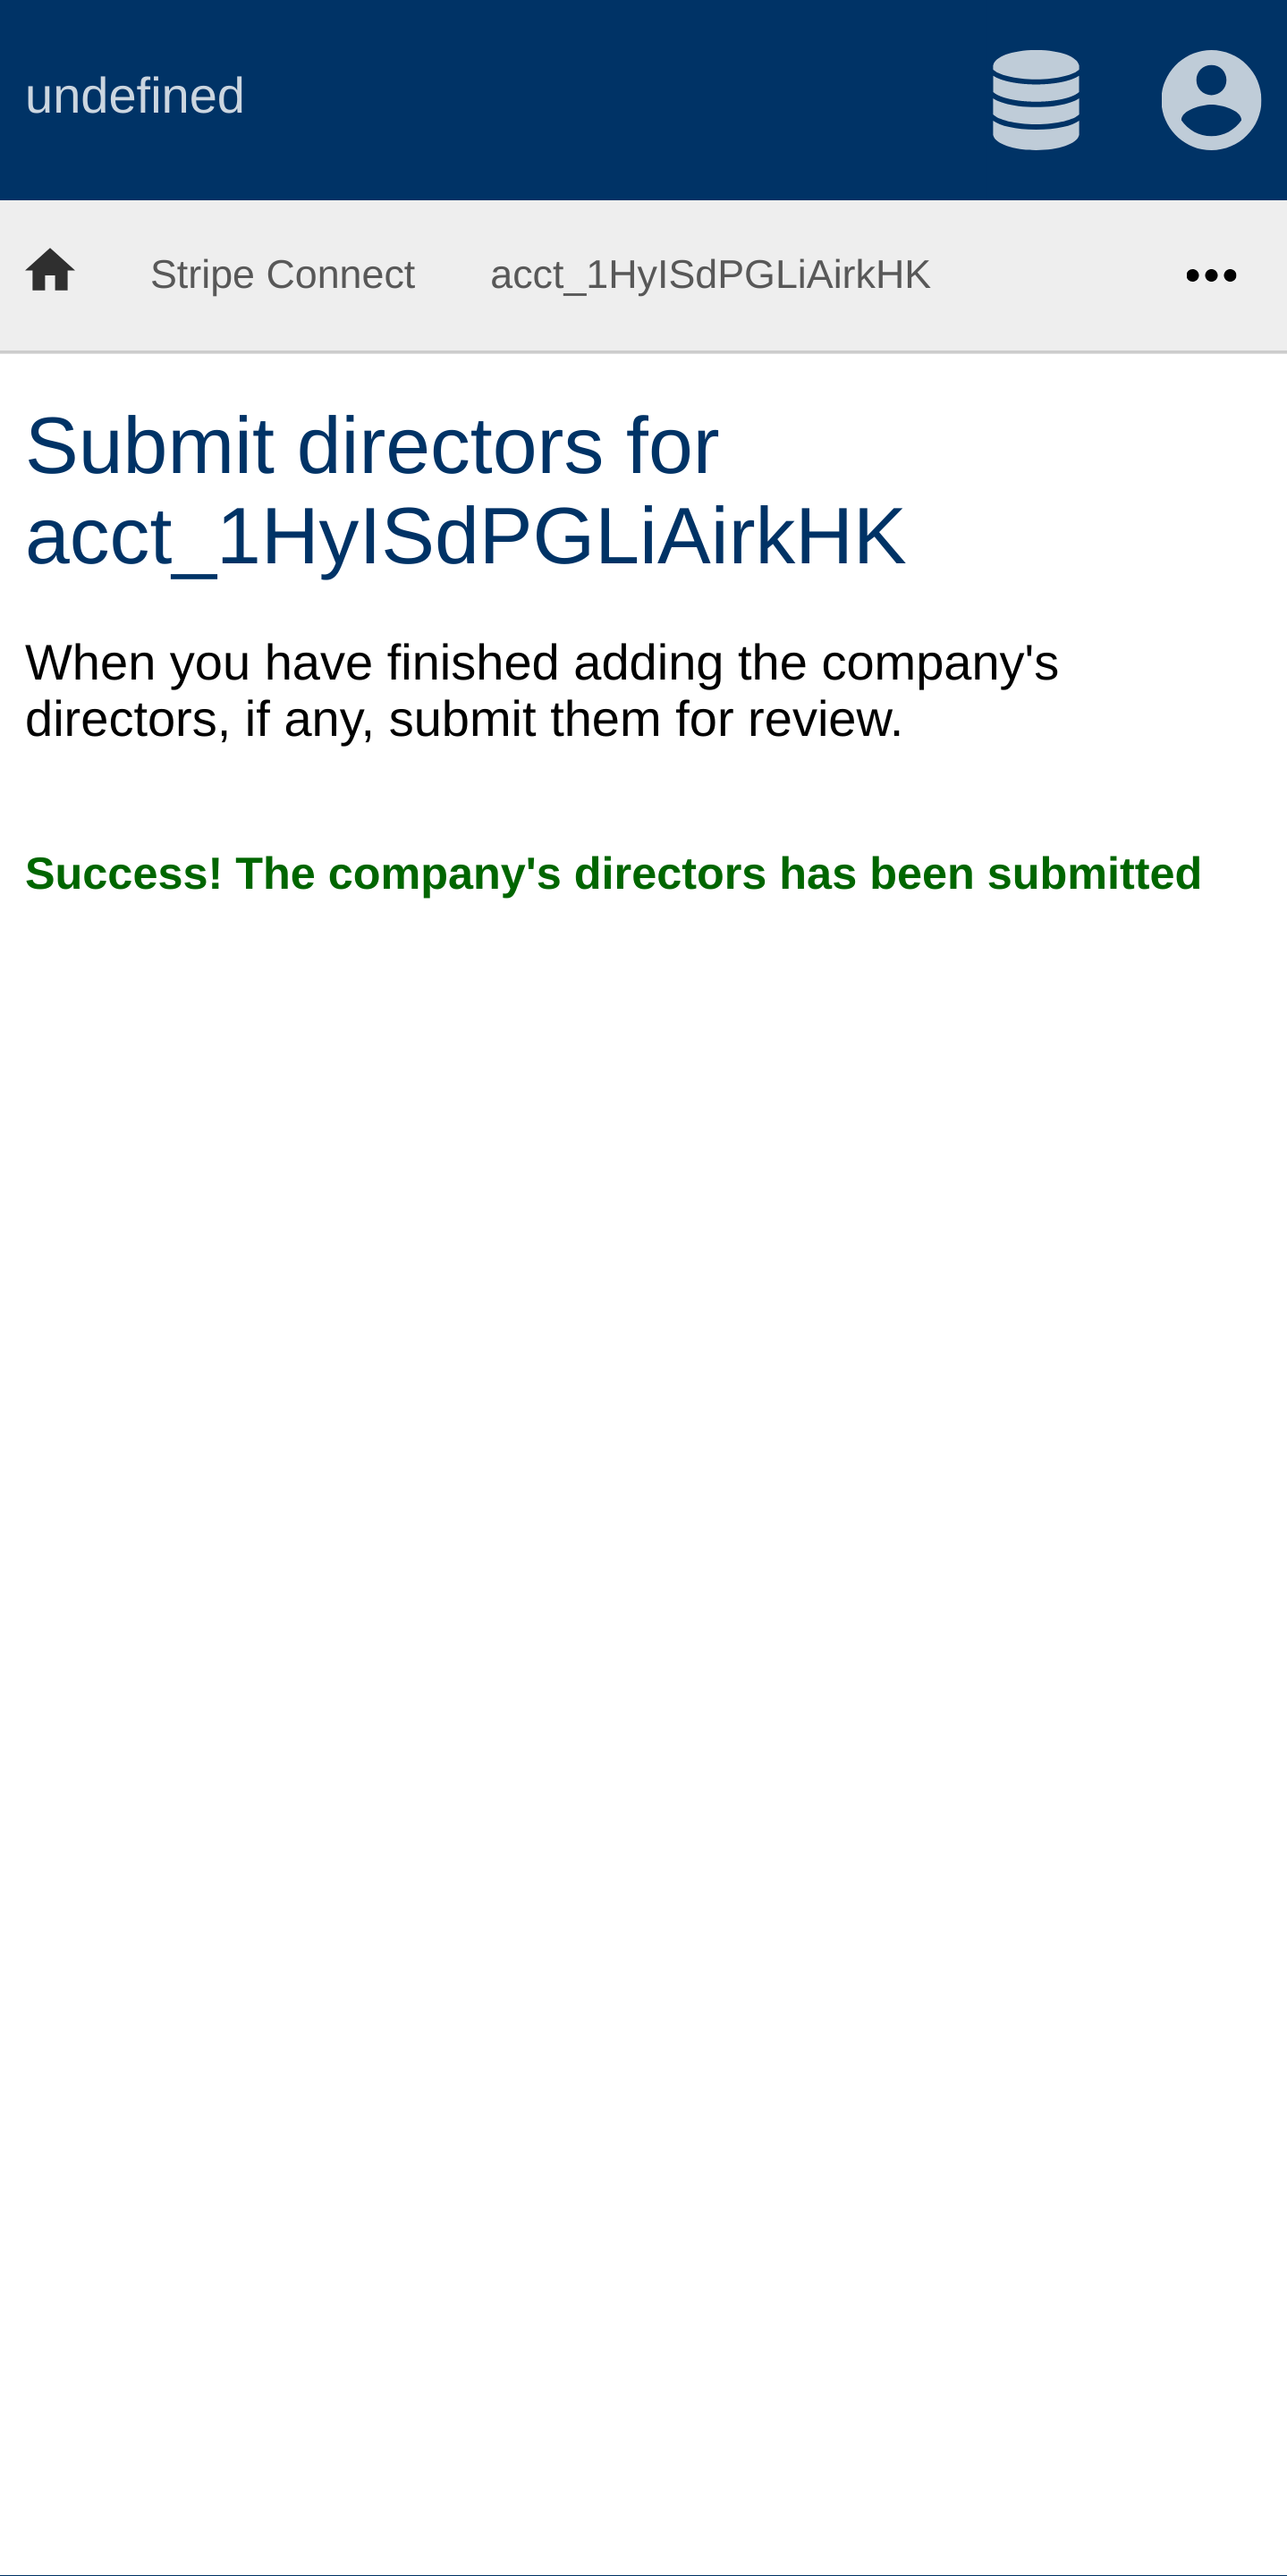 undefined
Stripe Connect acct_1HyISdPGLiAirkHK
Submit directors for
acct_1HyISdPGLiAirkHK
When you have finished adding the company's
directors, if any, submit them for review.
Success! The company's directors has been submitted